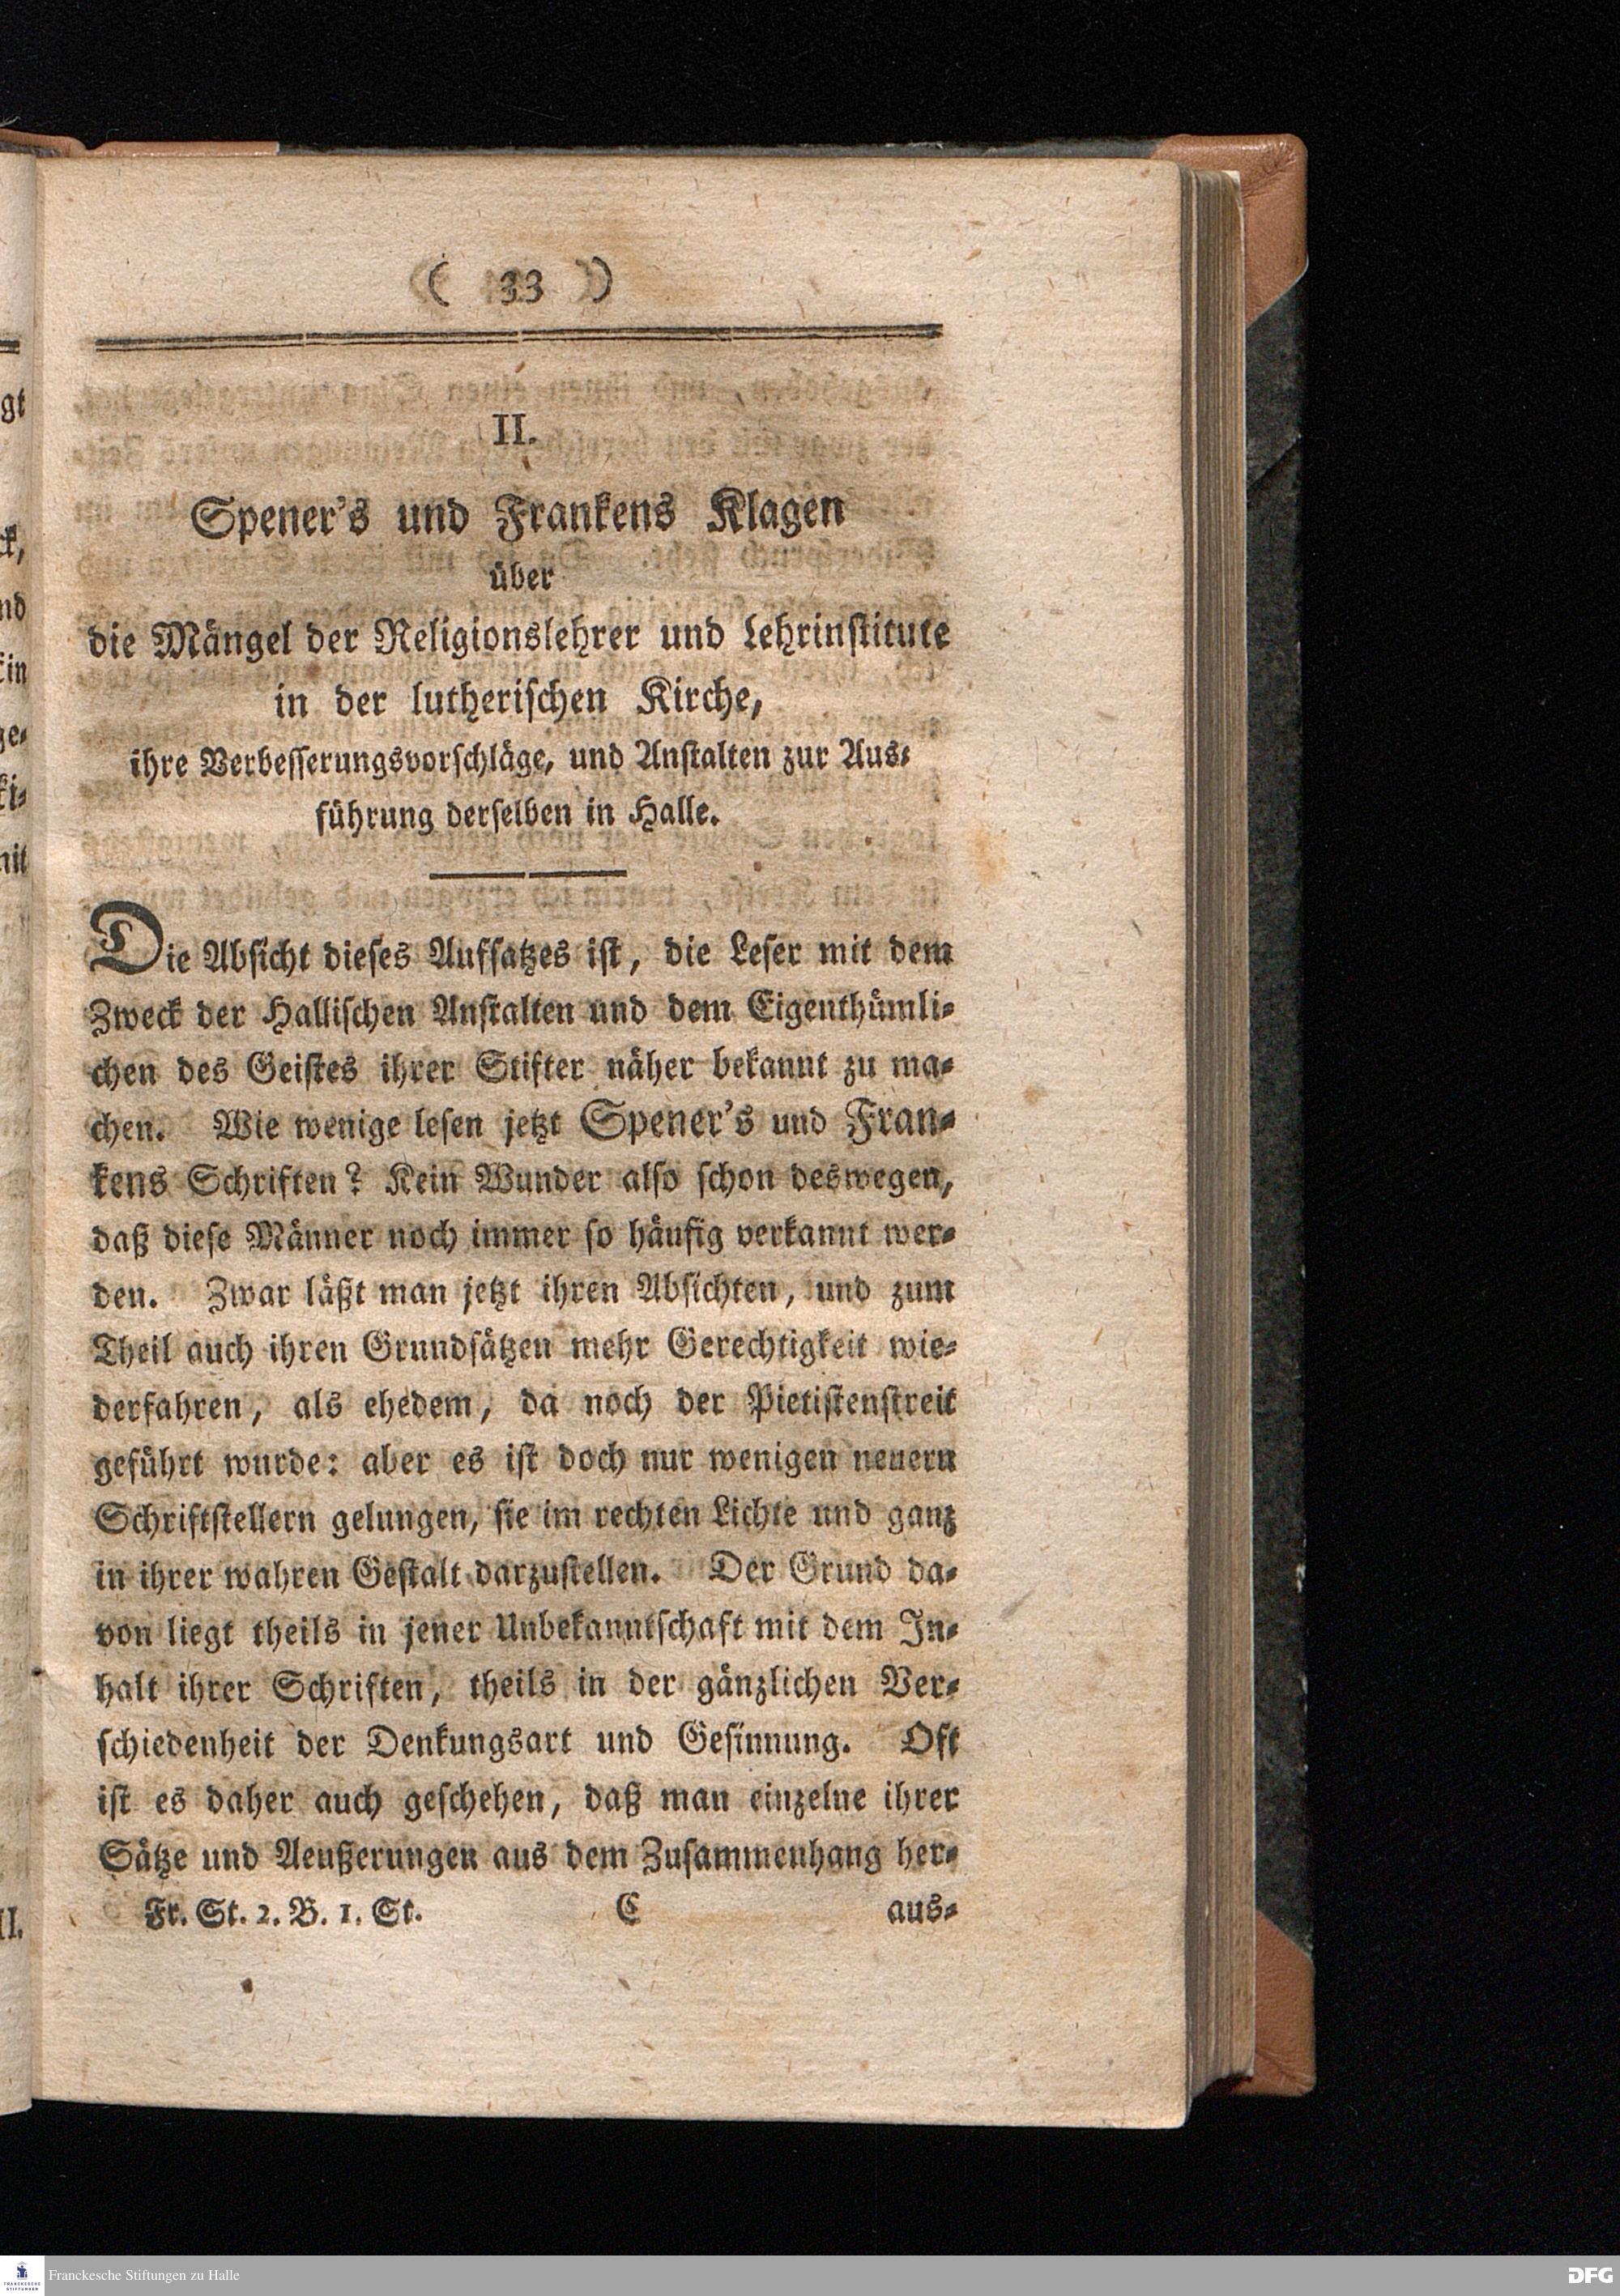 ( 33 )
II.
Spener's und Frankens Klagen
über
die Mängel der Religionslehrer und Lehrinstitute
in der lutherischen Kirche,
ihre Verbesserungsvorschläge, und Anstalten zur Aus-
führung derselben in Halle.
Die Absicht dieses Aufsatzes ist, die Leser mit dem
Zweck der Hallischen Anstalten und dem Eigenthümli-
chen des Geistes ihrer Stifter näher bekannt zu ma-
chen. Wie wenige lesen jetzt Spener's und Fran-
kens Schriften? Kein Wunder also schon deswegen,
daß diese Männer noch immer so häufig verkannt wer-
den. Zwar läßt man jetzt ihren Absichten, und zum
Theil auch ihren Grundsätzen mehr Gerechtigkeit wie-
derfahren, als ehedem, da noch der Pietistenstreit
geführt wurde: aber es ist doch nur wenigen neuern
Schriftstellern gelungen, sie im rechten Lichte und ganz
in ihrer wahren Gestalt darzustellen. Der Grund da-
von liegt theils in jener Unbekanntschaft mit dem In-
halt ihrer Schriften, theils in der gänzlichen Ver-
schiedenheit der Denkungsart und Gesinnung. Oft
ist es daher auch geschehen, daß man einzelne ihrer
Sätze und Aeußerungen aus dem Zusammenhang her-
Fr. St. 2. B. 1. St. C aus-
Franckesche Stiftungen zu Halle
DFG